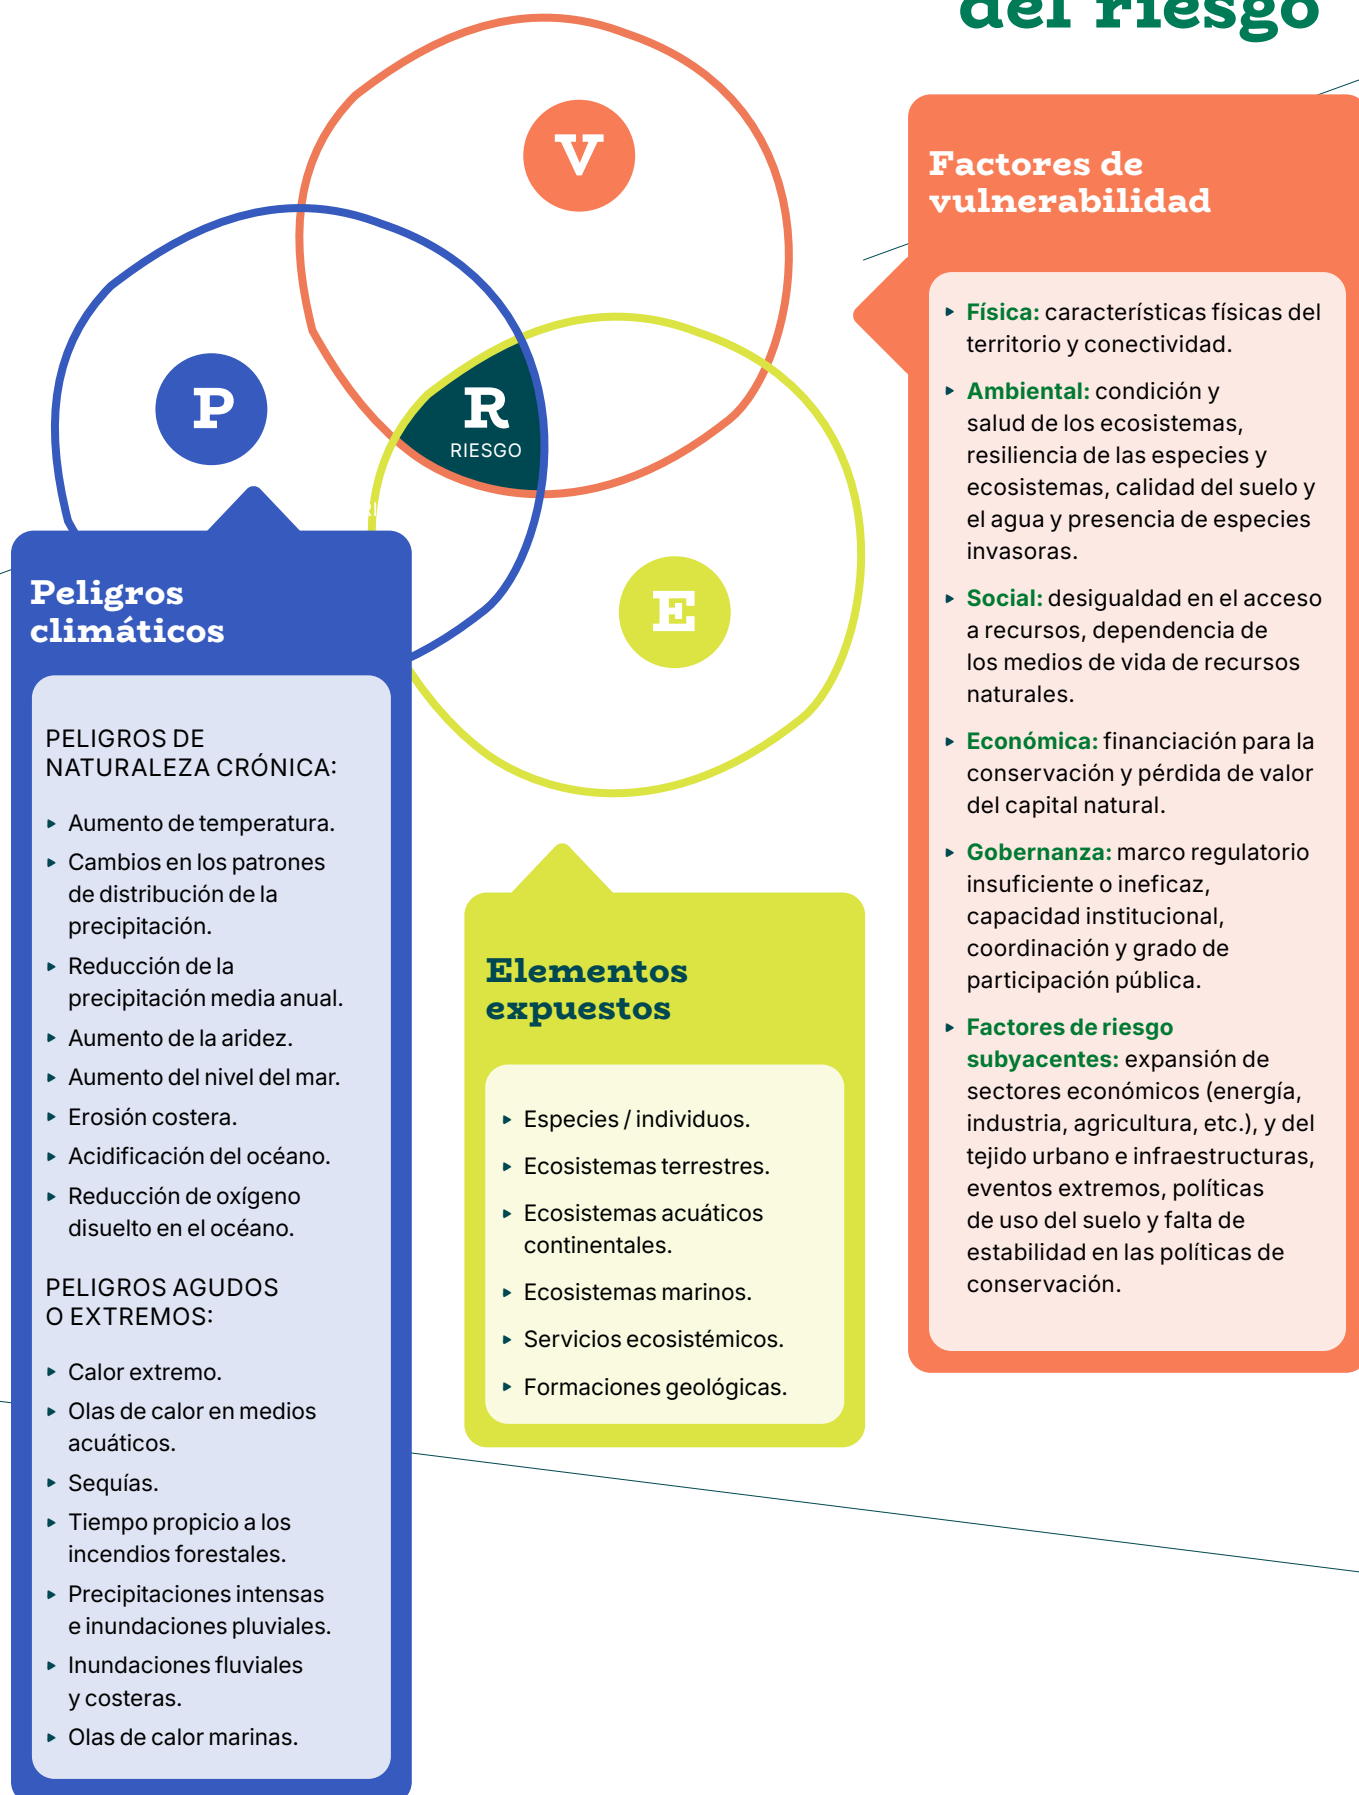 del riesgo
V
P
R
RIESGO
E
Factores de
vulnerabilidad
Física: características físicas del
territorio y conectividad.
Ambiental: condición y
salud de los ecosistemas,
resiliencia de las especies y
ecosistemas, calidad del suelo y
el agua y presencia de especies
invasoras.
Social: desigualdad en el acceso
a recursos, dependencia de
los medios de vida de recursos
naturales.
Económica: financiación para la
conservación y pérdida de valor
del capital natural.
Gobernanza: marco regulatorio
insuficiente o ineficaz,
capacidad institucional,
coordinación y grado de
participación pública.
Factores de riesgo
subyacentes: expansión de
sectores económicos (energía,
industria, agricultura, etc.), y del
tejido urbano e infraestructuras,
eventos extremos, políticas
de uso del suelo y falta de
estabilidad en las políticas de
conservación.
Peligros
climáticos
PELIGROS DE
NATURALEZA CRÓNICA:
Aumento de temperatura.
Cambios en los patrones
de distribución de la
precipitación.
Reducción de la
precipitación media anual.
Aumento de la aridez.
Aumento del nivel del mar.
Erosión costera.
Acidificación del océano.
Reducción de oxígeno
disuelto en el océano.
PELIGROS AGUDOS
O EXTREMOS:
Calor extremo.
Olas de calor en medios
acuáticos.
Sequías.
Tiempo propicio a los
incendios forestales.
Precipitaciones intensas
e inundaciones pluviales.
Inundaciones fluviales
y costeras.
Olas de calor marinas.
Elementos
expuestos
Especies / individuos.
Ecosistemas terrestres.
Ecosistemas acuáticos
continentales.
Ecosistemas marinos.
Servicios ecosistémicos.
Formaciones geológicas.